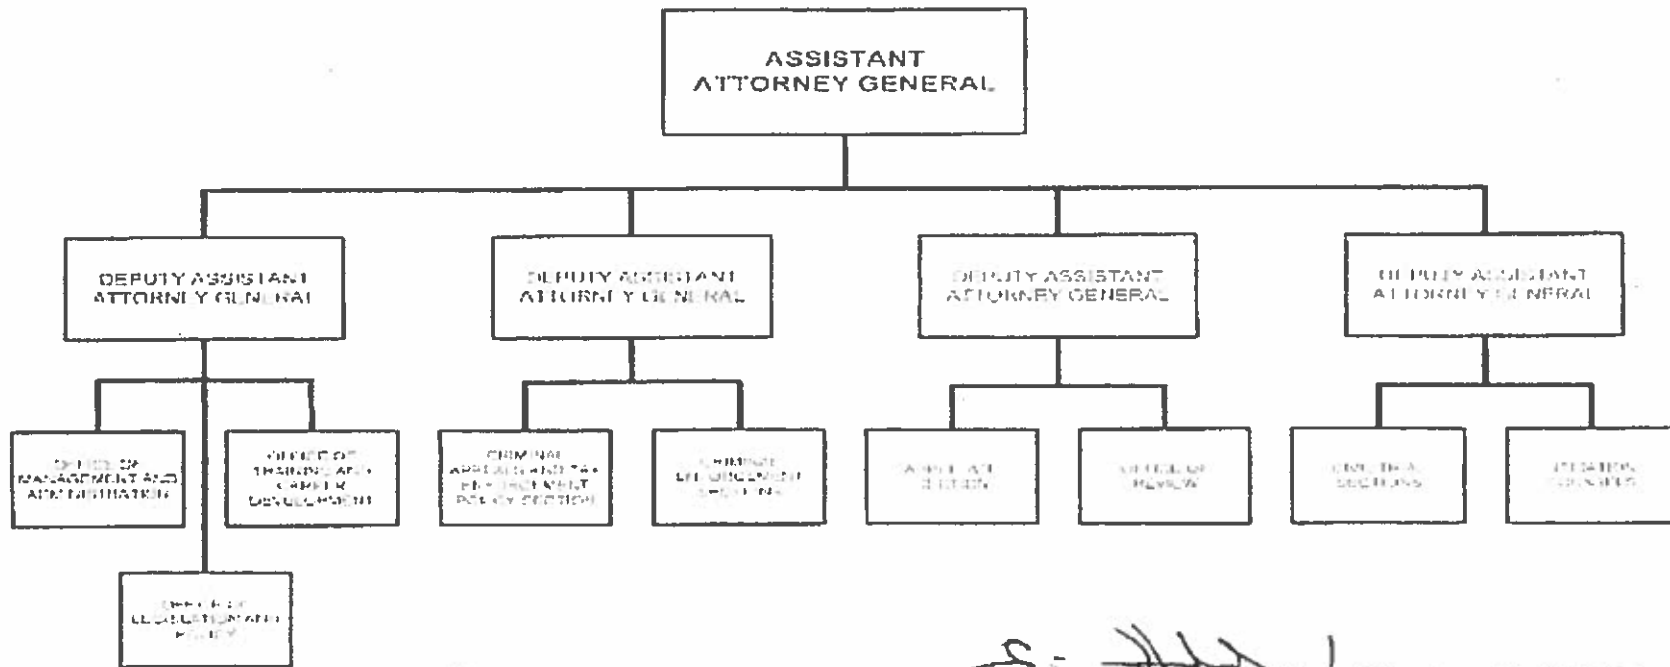 ASSISTANT
ATTORNEY GENERAL
DEPUTY ASSISTANT
ATTORNEY GENERAL
DEPUTY ASSISTANT
ATTORNEY GENERAL
DEPUTY ASSISTANT
ATTORNEY GENERAL
DEPUTY ASSISTANT
ATTORNEY GENERAL
OFFICE OF
MANAGEMENT AND
ADMINISTRATION
OFFICE OF
TRAINING AND
CAREER
DEVELOPMENT
CRIMINAL
APPEALS AND TAX
ENFORCEMENT
POLICY SECTION
CRIMINAL
ENFORCEMENT
SECTIONS
APPELLATE
SECTION
OFFICE OF
REVIEW
CIVIL TRIAL
SECTIONS
LITIGATION
COUNSELS
OFFICE OF
LEGISLATION AND
POLICY